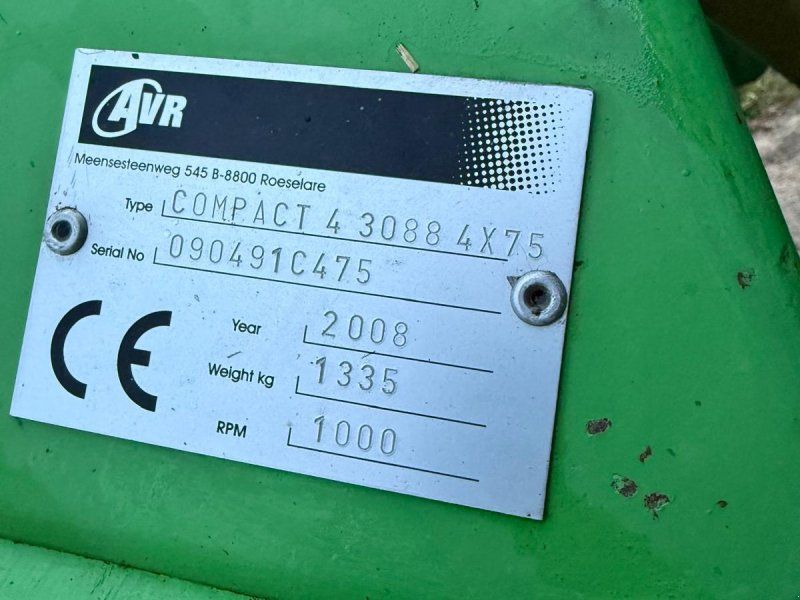 AVR
Meensesteenweg 545 B-8800 Roeselare
Type COMPACT 4 3088 4X75
Serial No 090491C475
Year 2008
Weight kg 1335
RPM 1000
CE